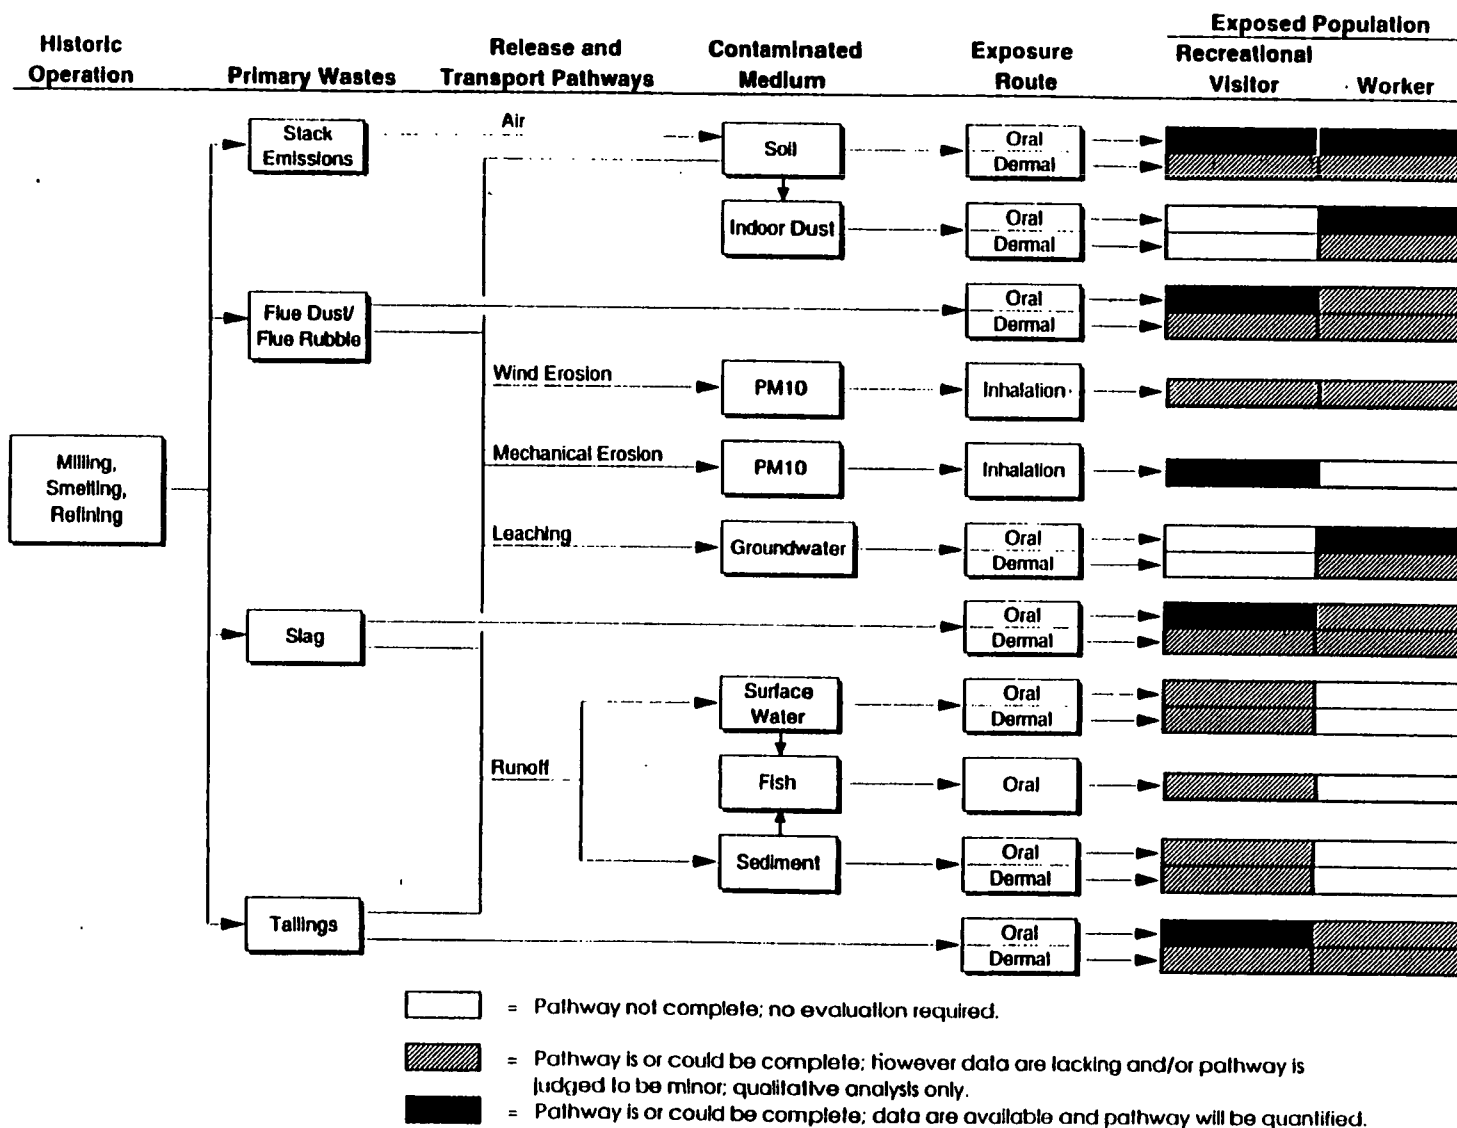 Exposed Population
Historic
Operation
Primary Wastes
Release and
Transport Pathways
Contaminated
Medium
Exposure
Route
Recreational
Visitor
Worker
Stack
Emissions
Air
Soil
Oral
Dermal
Indoor Dust
Oral
Dermal
Flue Dust/
Flue Rubble
Oral
Dermal
Wind Erosion
PM10
Inhalation
Milling,
Smelting,
Refining
Mechanical Erosion
PM10
Inhalation
Leaching
Groundwater
Oral
Dermal
Slag
Oral
Dermal
Surface
Water
Oral
Dermal
Runoff
Fish
Oral
Sediment
Oral
Dermal
Tailings
Oral
Dermal
= Pathway not complete; no evaluation required.
= Pathway is or could be complete; however data are lacking and/or pathway is
judged to be minor; qualitative analysis only.
= Pathway is or could be complete; data are available and pathway will be quantified.